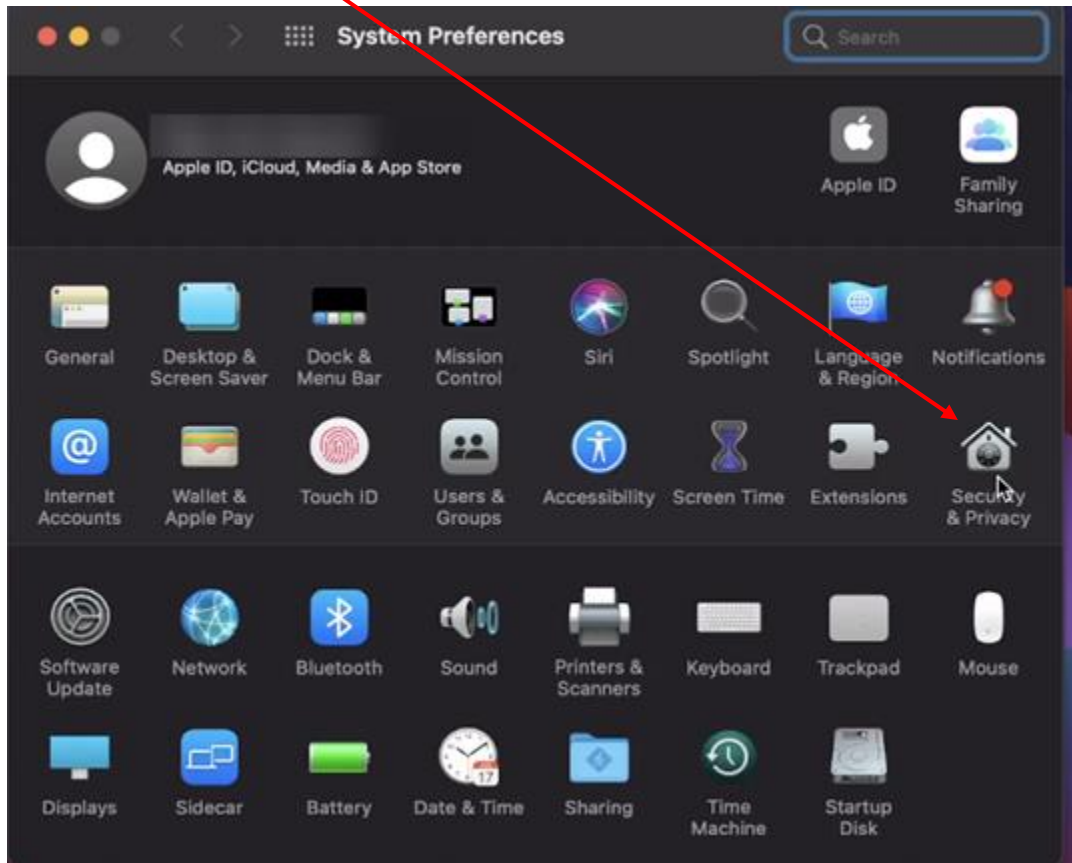 System Preferences
Search
Apple ID, iCloud, Media & App Store
Apple ID
Family
Sharing
General
Desktop &
Screen Saver
Dock &
Menu Bar
Mission
Control
Siri
Spotlight
Language
& Region
Notifications
@
Internet
Accounts
Wallet &
Apple Pay
Touch ID
Users &
Groups
Accessibility
Screen Time
Extensions
Security
& Privacy
Software
Update
Network
Bluetooth
Sound
Printers &
Scanners
Keyboard
Trackpad
Mouse
Displays
Sidecar
Battery
17
Date & Time
Sharing
Time
Machine
Startup
Disk